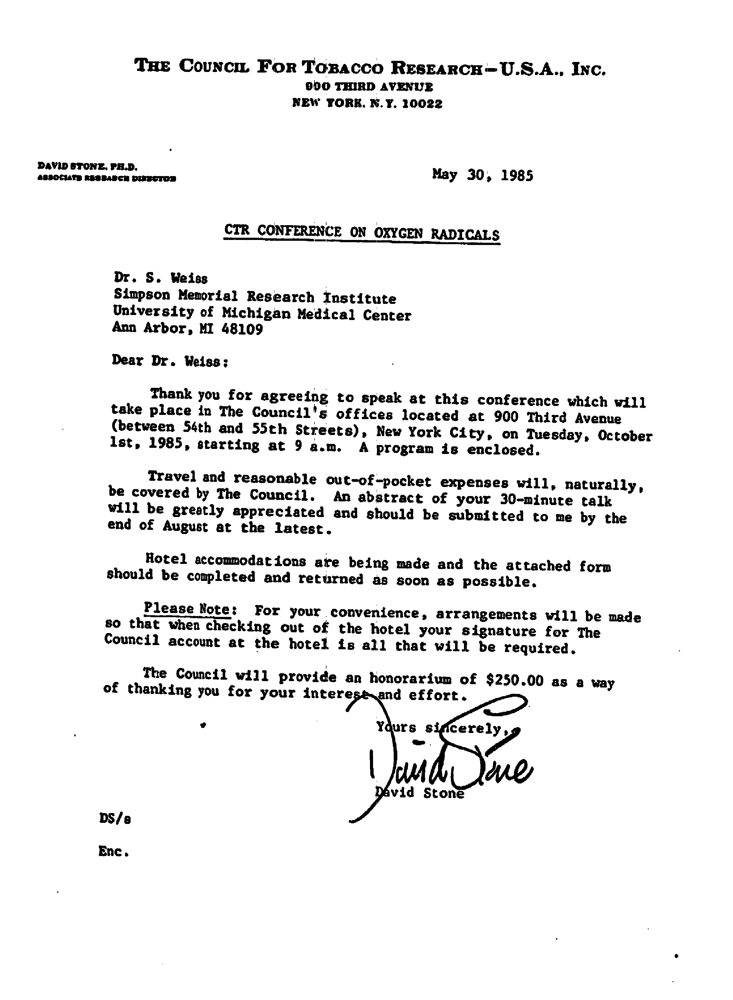 THE COUNCIL FOR TOBACCO RESEARCH-U.S.A., INC.
900 THIRD AVENUE
NEW YORK, N.Y. 10022
DAVID STONE, PH.D.
ASSOCIATE RESEARCH DIRECTOR
May 30, 1985
CTR CONFERENCE ON OXYGEN RADICALS
Dr. S. Weiss
Simpson Memorial Research Institute
University of Michigan Medical Center
Ann Arbor, MI 48109
Dear Dr. Weiss:
Thank you for agreeing to speak at this conference which will
take place in The Council's offices located at 900 Third Avenue
(between 54th and 55th Streets), New York City, on Tuesday, October
1st, 1985, starting at 9 a.m. A program is enclosed.
Travel and reasonable out-of-pocket expenses will, naturally,
be covered by The Council. An abstract of your 30-minute talk
will be greatly appreciated and should be submitted to me by the
end of August at the latest.
Hotel accommodations are being made and the attached form
should be completed and returned as soon as possible.
Please Note: For your convenience, arrangements will be made
so that when checking out of the hotel your signature for The
Council account at the hotel is all that will be required.
The Council will provide an honorarium of $250.00 as a way
of thanking you for your interest and effort.
Yours sincerely,
David Stone
David Stone
DS/s
Enc.